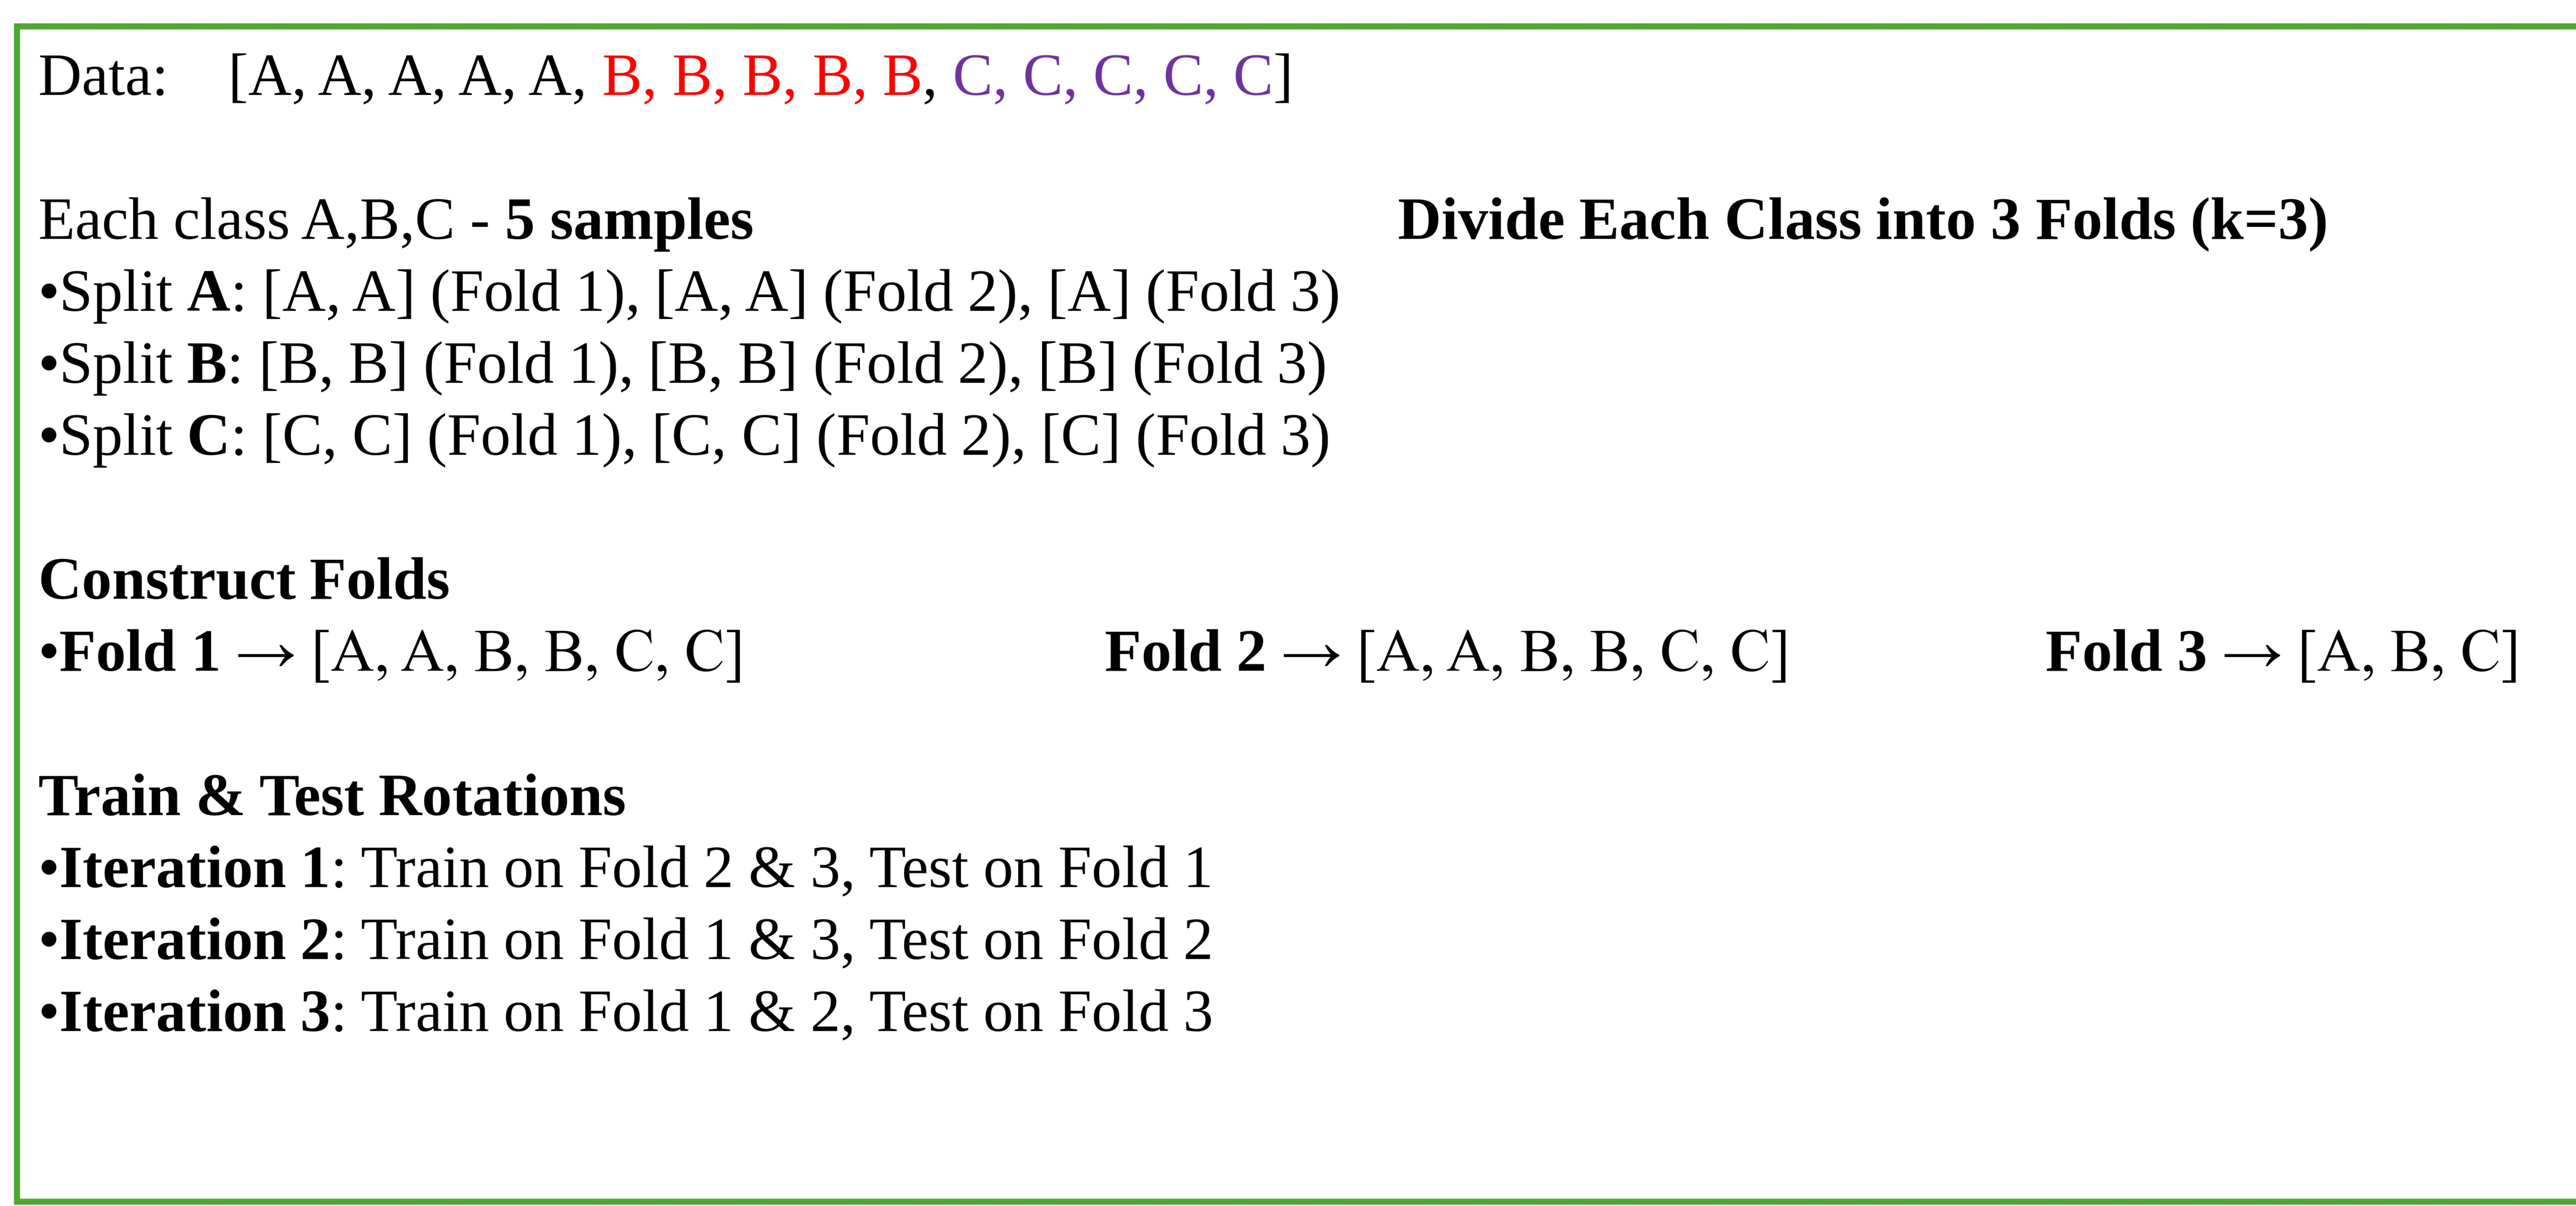 Data: [A, A, A, A, A, B, B, B, B, B, C, C, C, C, C]
Each class A,B,C - 5 samples Divide Each Class into 3 Folds (k=3)
•Split A: [A, A] (Fold 1), [A, A] (Fold 2), [A] (Fold 3)
•Split B: [B, B] (Fold 1), [B, B] (Fold 2), [B] (Fold 3)
•Split C: [C, C] (Fold 1), [C, C] (Fold 2), [C] (Fold 3)
Construct Folds
•Fold 1 → [A, A, B, B, C, C] Fold 2 → [A, A, B, B, C, C] Fold 3 → [A, B, C]
Train & Test Rotations
•Iteration 1: Train on Fold 2 & 3, Test on Fold 1
•Iteration 2: Train on Fold 1 & 3, Test on Fold 2
•Iteration 3: Train on Fold 1 & 2, Test on Fold 3